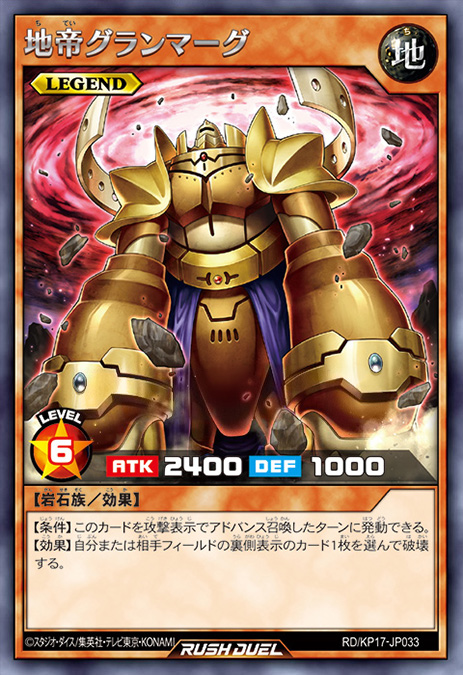 地帝グランマーグ
地
LEGEND
LEVEL
6
ATK 2400 DEF 1000
【岩石族／効果】
【条件】このカードを攻撃表示でアドバンス召喚したターンに発動できる。
【効果】自分または相手フィールドの裏側表示のカード1枚を選んで破壊
する。
©スタジオ・ダイス/集英社・テレビ東京・KONAMI
RUSH DUEL
RD/KP17-JP033